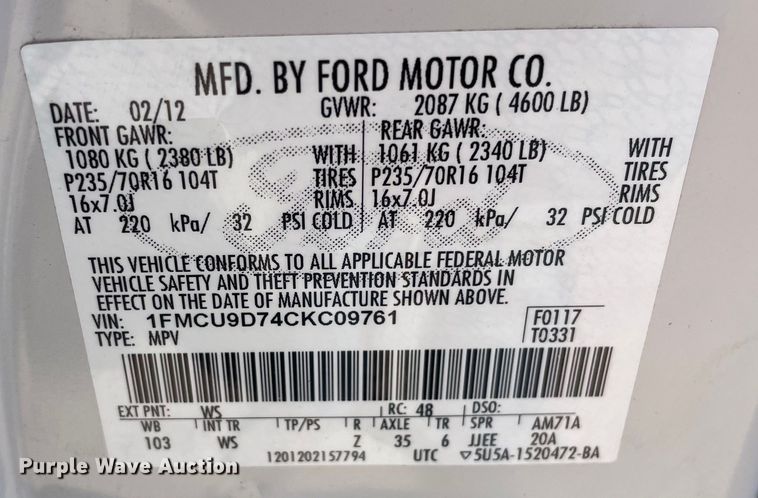 MFD. BY FORD MOTOR CO.
DATE: 02/12 GVWR: 2087 KG ( 4600 LB)
FRONT GAWR: REAR GAWR:
1080 KG ( 2380 LB) WITH 1061 KG ( 2340 LB) WITH
P235/70R16 104T TIRES P235/70R16 104T TIRES
16x7.0J RIMS 16x7.0J RIMS
AT 220 kPa/ 32 PSI COLD AT 220 kPa/ 32 PSI COLD
Ford
THIS VEHICLE CONFORMS TO ALL APPLICABLE FEDERAL MOTOR
VEHICLE SAFETY AND THEFT PREVENTION STANDARDS IN
EFFECT ON THE DATE OF MANUFACTURE SHOWN ABOVE.
VIN: 1FMCU9D74CKC09761 F0117
TYPE: MPV T0331
EXT PNT: WS RC: 48 DSO:
WB INT TR TP/PS R AXLE TR SPR AM71A
103 WS Z 35 6 JJEE 20A
1201202157794 UTC ▽5U5A-1520472-BA
Purple Wave Auction